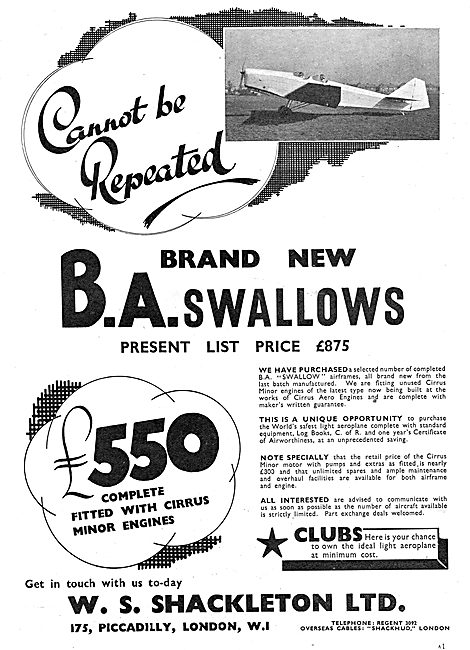 Cannot be
Repeated
BRAND NEW
B.A. SWALLOWS
PRESENT LIST PRICE £875
WE HAVE PURCHASED a selected number of completed
B.A. "SWALLOW" airframes, all brand new from the
last batch manufactured. We are fitting unused Cirrus
Minor engines of the latest type now being built at the
works of Cirrus Aero Engines and are complete with
maker's written guarantee.
THIS IS A UNIQUE OPPORTUNITY to purchase
the World's safest light aeroplane complete with standard
equipment, Log Books, C. of R. and one year's Certificate
of Airworthiness, at an unprecedented saving.
NOTE SPECIALLY that the retail price of the Cirrus
Minor motor with pumps and extras as fitted is nearly
£300 and that unlimited spares and ample maintenance
and overhaul facilities are available for both airframe
and engine.
ALL INTERESTED are advised to communicate with
us as soon as possible as the number of aircraft available
is strictly limited. Part exchange deals welcomed.
£550
COMPLETE
FITTED WITH CIRRUS
MINOR ENGINES
CLUBS Here is your chance
to own the ideal light aeroplane
at minimum cost.
Get in touch with us to-day
W. S. SHACKLETON LTD.
175, PICCADILLY, LONDON, W.1
TELEPHONE: REGENT 2092
OVERSEAS CABLES: "SHACKHUD," LONDON
A1